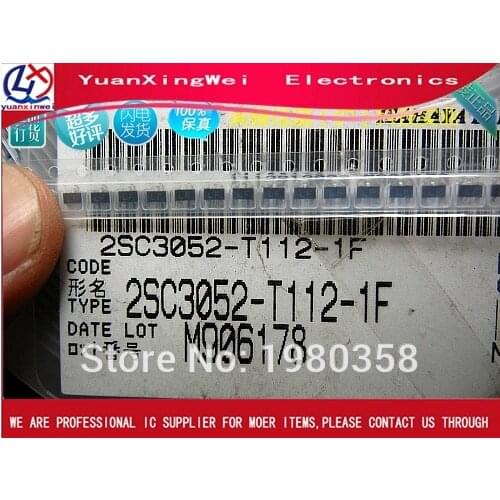 YuanXingWei Electronics
yuanxinwei
行货
超多
好评
闪电
发货
100%
保真
2SC3052-T112-1F
CODE
形名
TYPE 2SC3052-T112-1F
DATE LOT M006178
Store No: 1980358
WE ARE PROFESSIONAL IC SUPPLIER FOR MOER ITEMS,PLEASE CONTACT US THROUGH